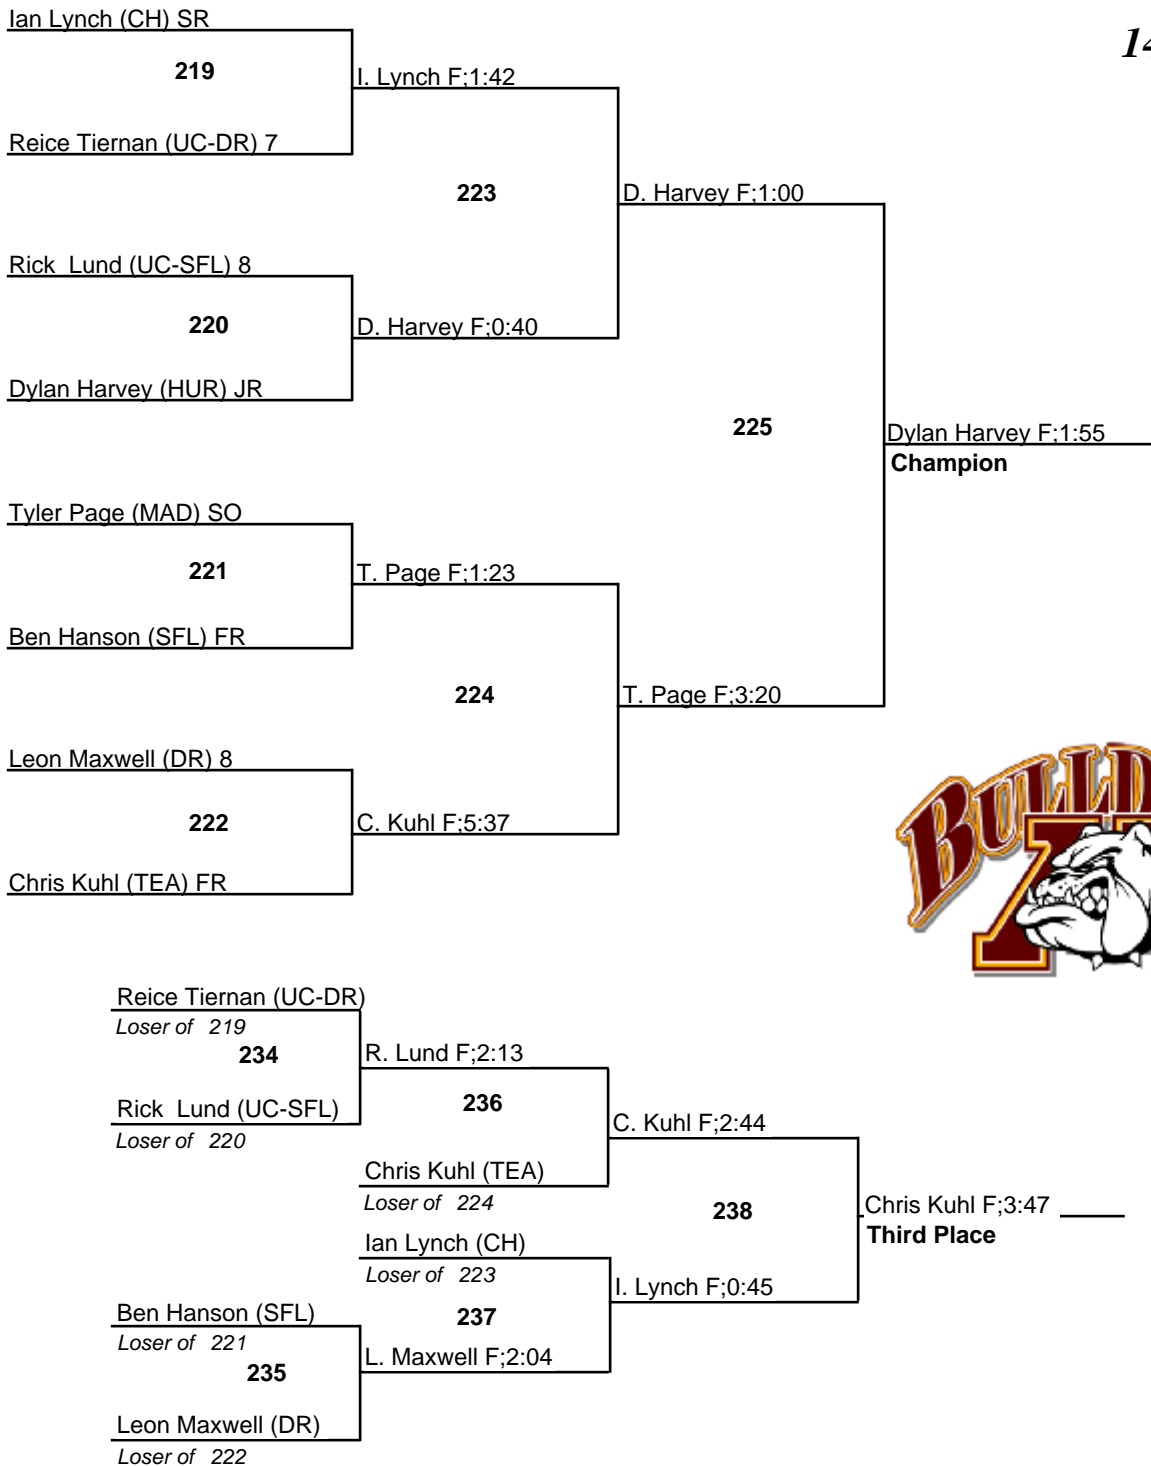 Ian Lynch (CH) SR
219
I. Lynch F;1:42
Reice Tiernan (UC-DR) 7
223
D. Harvey F;1:00
Rick  Lund (UC-SFL) 8
220
D. Harvey F;0:40
Dylan Harvey (HUR) JR
225
Dylan Harvey F;1:55
Champion
Tyler Page (MAD) SO
221
T. Page F;1:23
Ben Hanson (SFL) FR
224
T. Page F;3:20
Leon Maxwell (DR) 8
222
C. Kuhl F;5:37
Chris Kuhl (TEA) FR
Reice Tiernan (UC-DR)
Loser of  219
234
R. Lund F;2:13
Rick  Lund (UC-SFL)
Loser of  220
236
C. Kuhl F;2:44
Chris Kuhl (TEA)
Loser of  224
238
Chris Kuhl F;3:47
Third Place
Ian Lynch (CH)
Loser of  223
I. Lynch F;0:45
237
Ben Hanson (SFL)
Loser of  221
235
L. Maxwell F;2:04
Leon Maxwell (DR)
Loser of  222